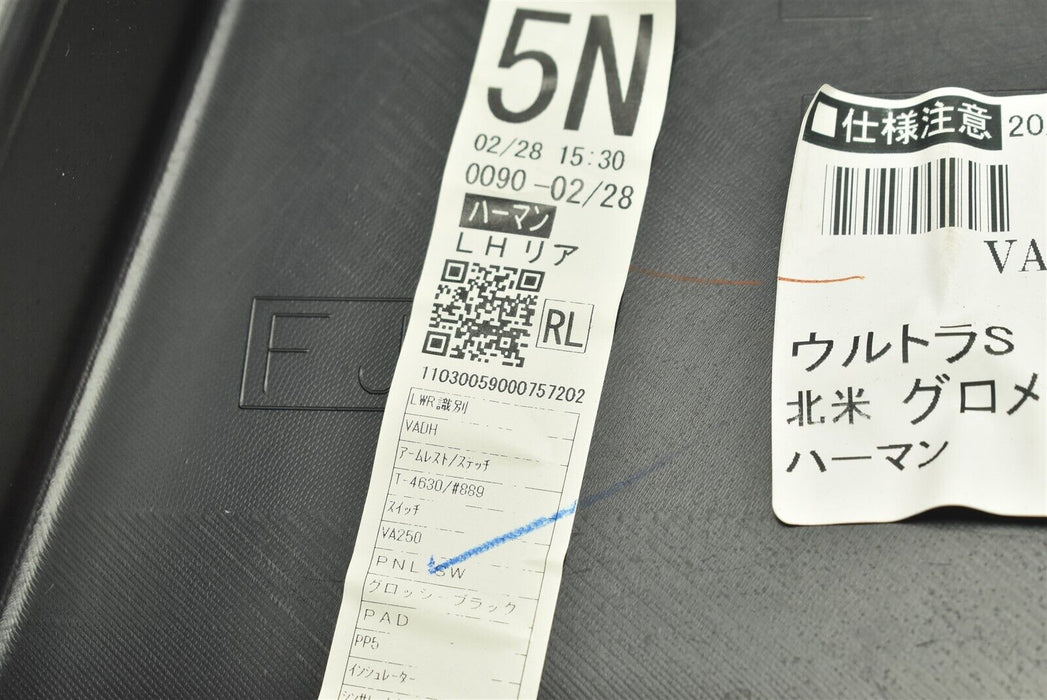 5N
02/28 15:30
0090-02/28
ハーマン
LHリア
RL
11030059000757202
LWR識別
VADH
アームレスト/ステッチ
T-4630/#889
スイッチ
VA250
PNL SW
グロッシーブラック
PAD
PP5
インシュレーター
仕様注意 20
VA
ウルトラS
北米 グロメ
ハーマン
F J